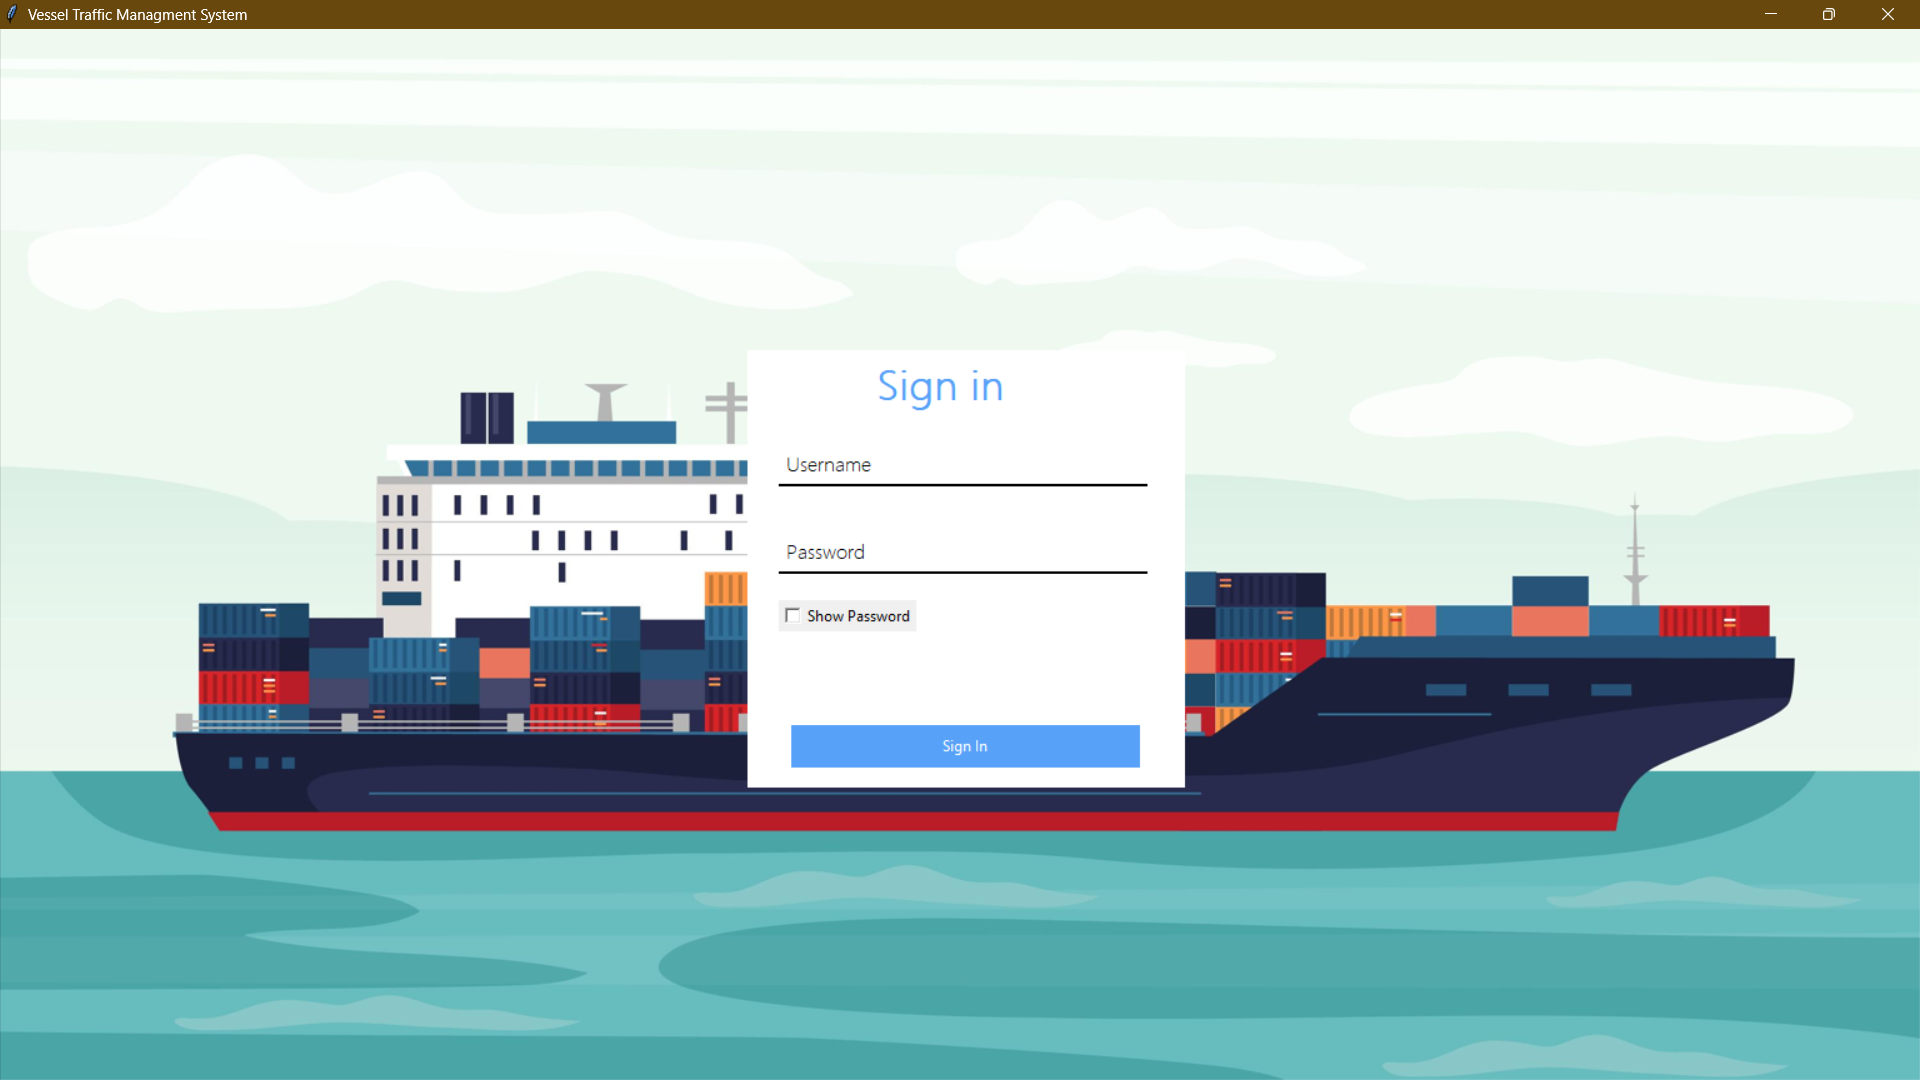 Vessel Traffic Managment System
Sign in
Username
Password
Show Password
Sign In